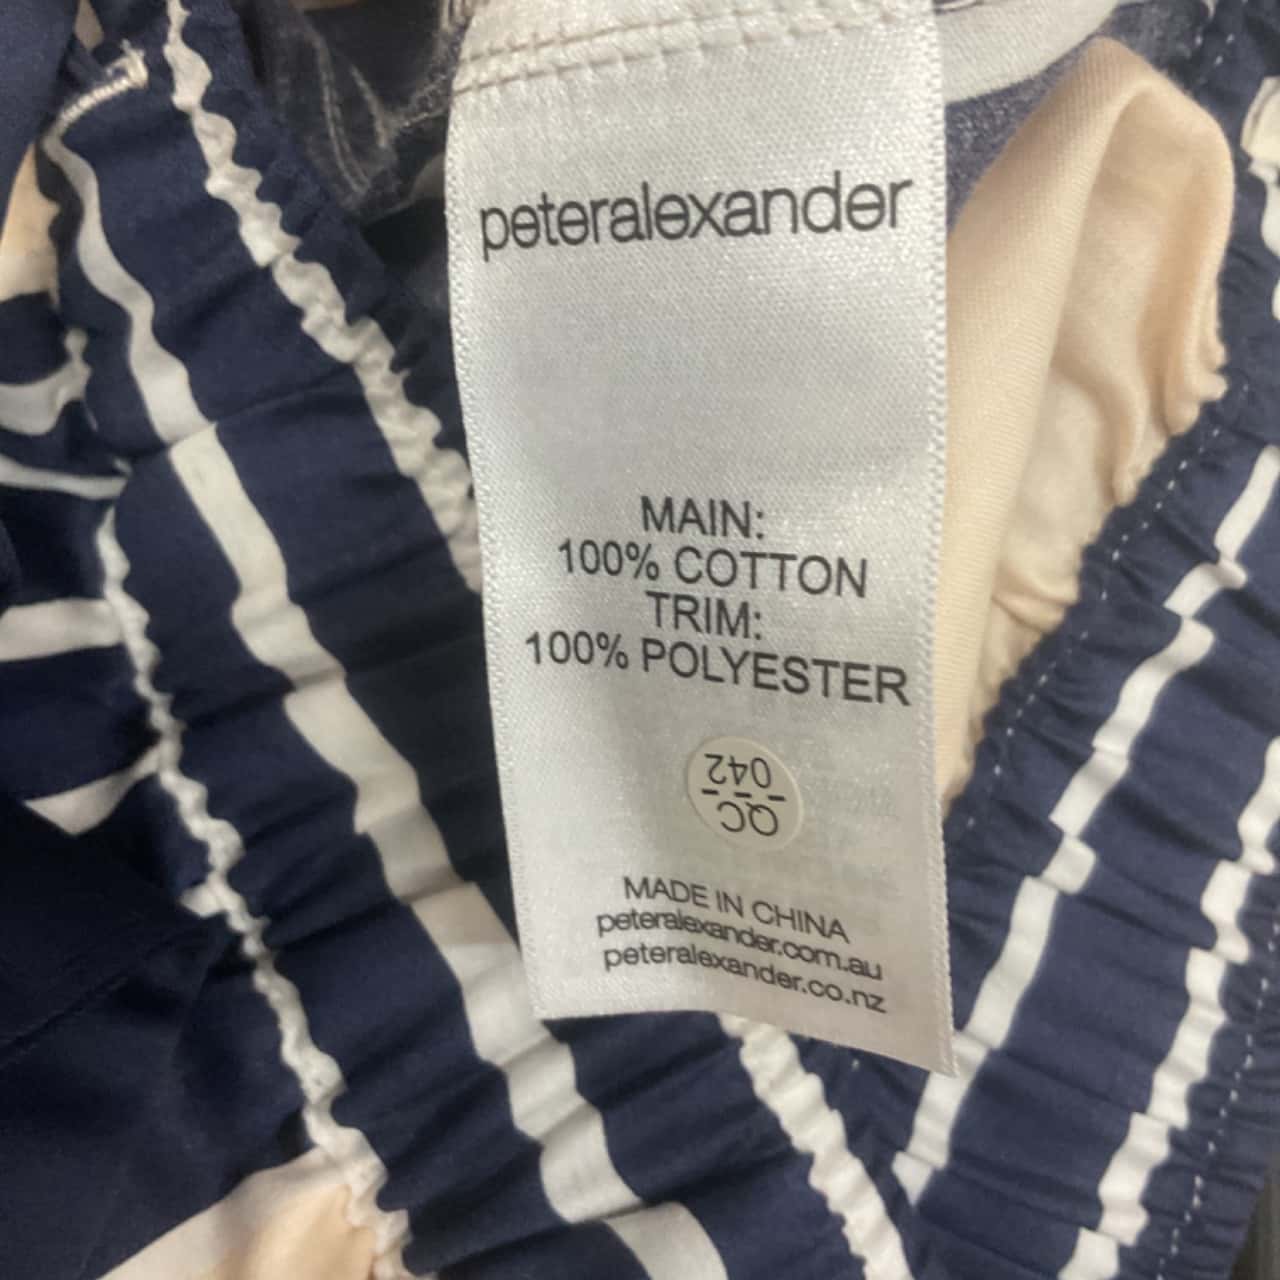 peteralexander
MAIN:
100% COTTON
TRIM:
100% POLYESTER
042
QC
MADE IN CHINA
peteralexander.com.au
peteralexander.co.nz